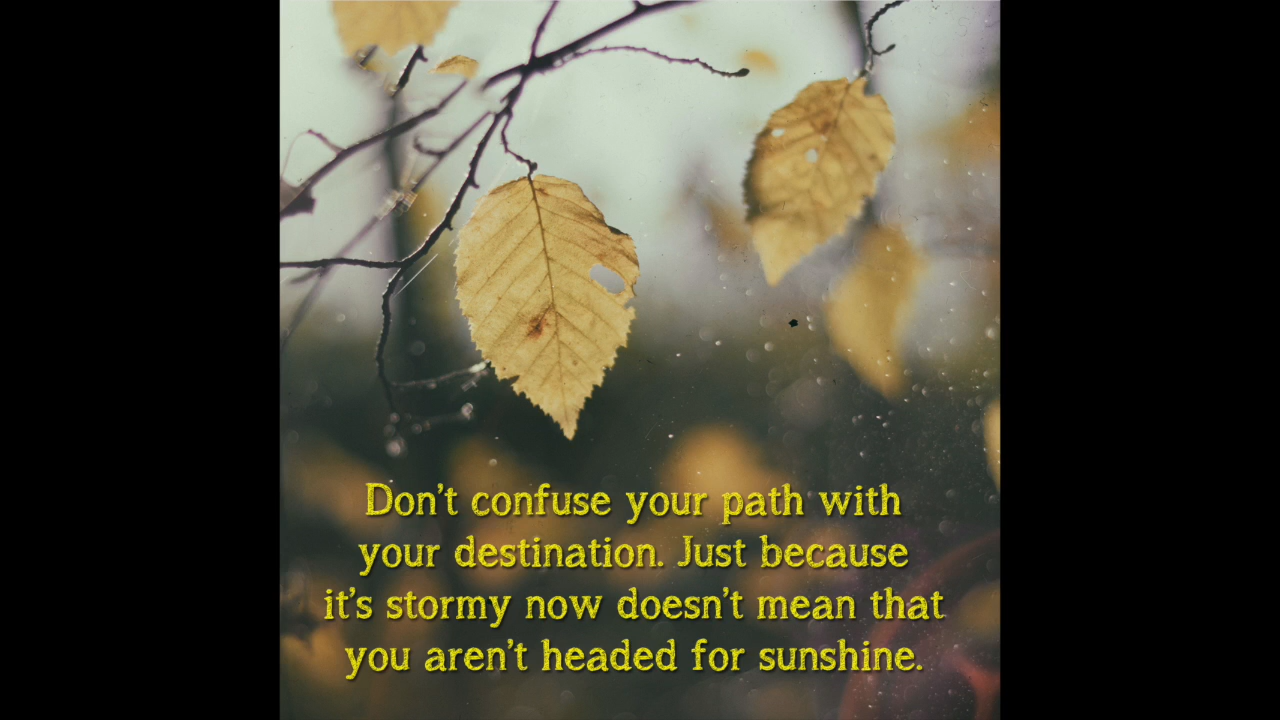 Don't confuse your path with
your destination. Just because
it's stormy now doesn't mean that
you aren't headed for sunshine.